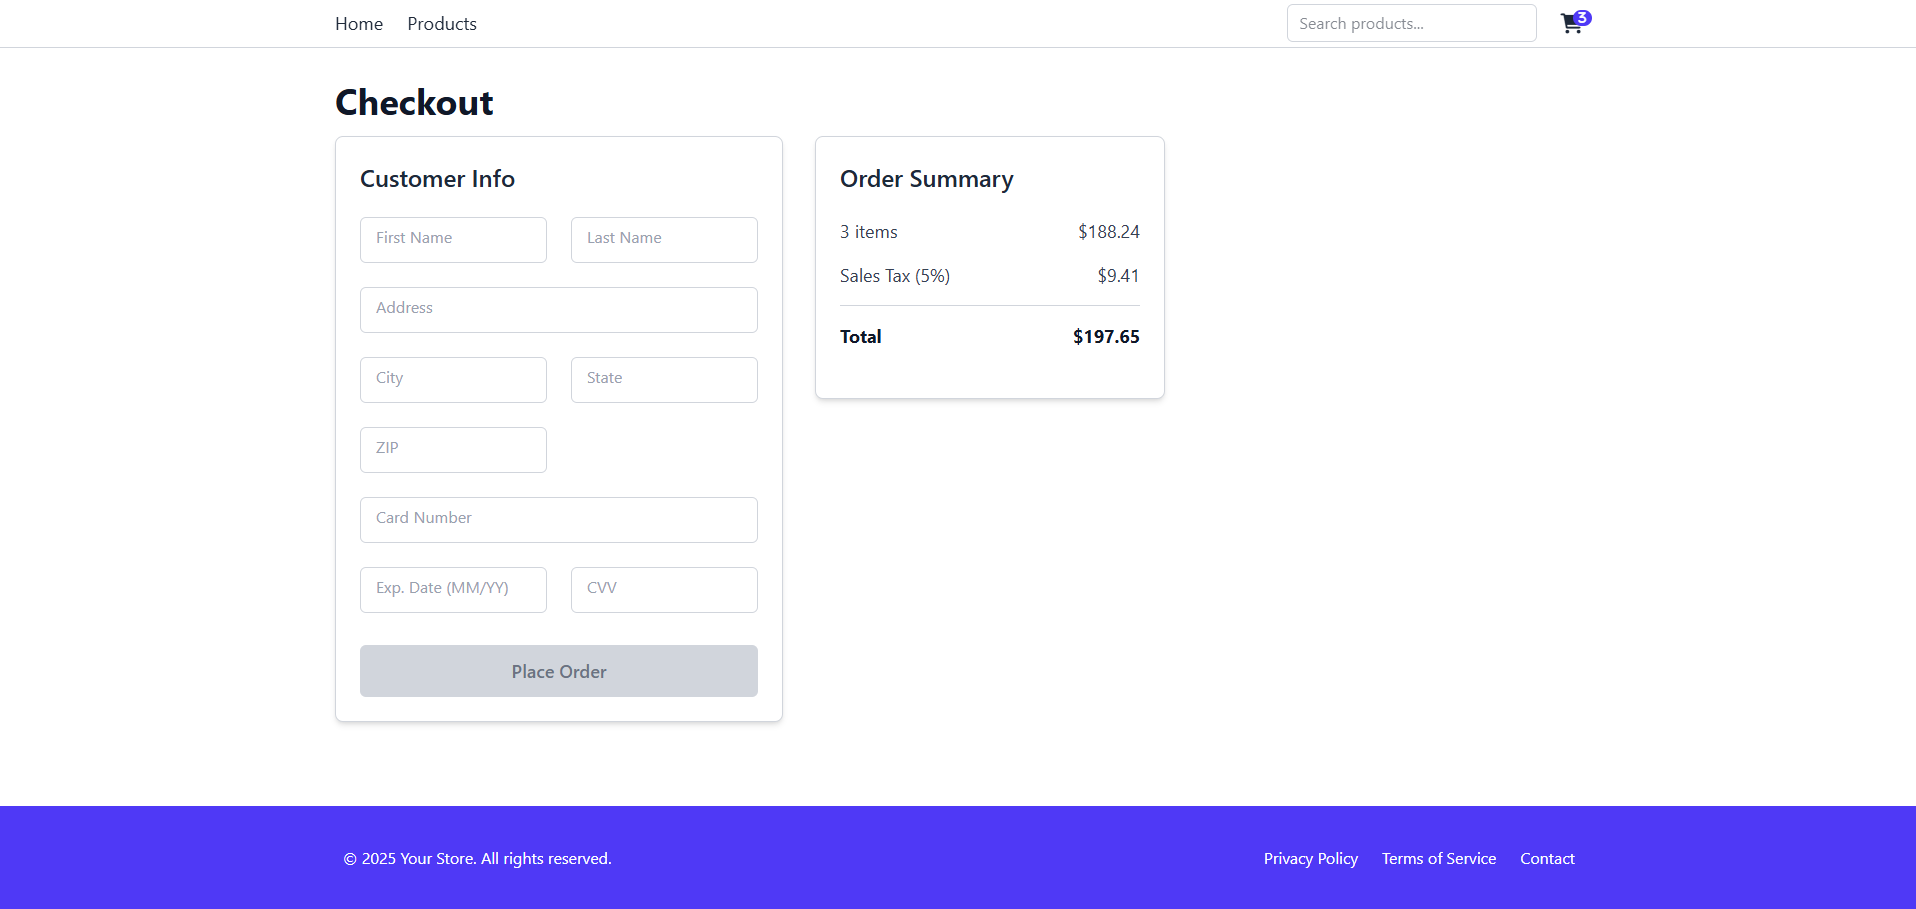 Home Products Search products... 3
Checkout
Customer Info
First Name Last Name
Address
City State
ZIP
Card Number
Exp. Date (MM/YY) CVV
Place Order
Order Summary
3 items $188.24
Sales Tax (5%) $9.41
Total $197.65
© 2025 Your Store. All rights reserved. Privacy Policy Terms of Service Contact